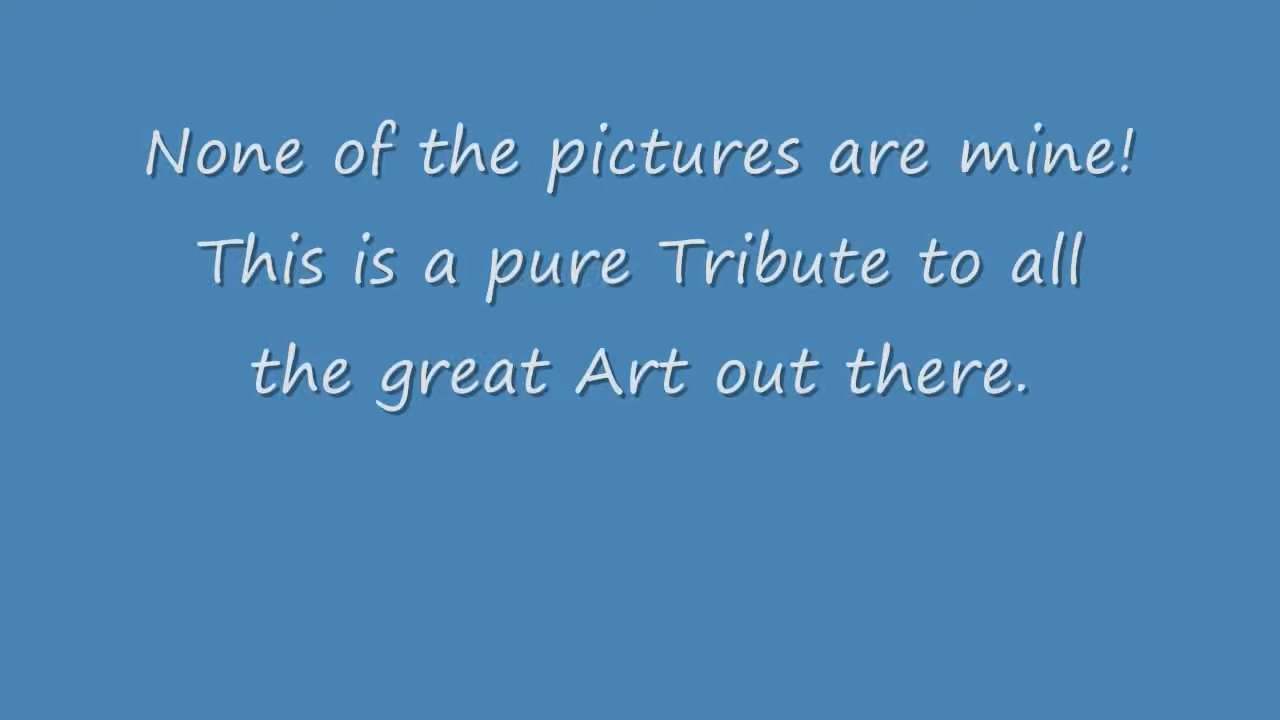 None of the pictures are mine!
This is a pure Tribute to all
the great Art out there.